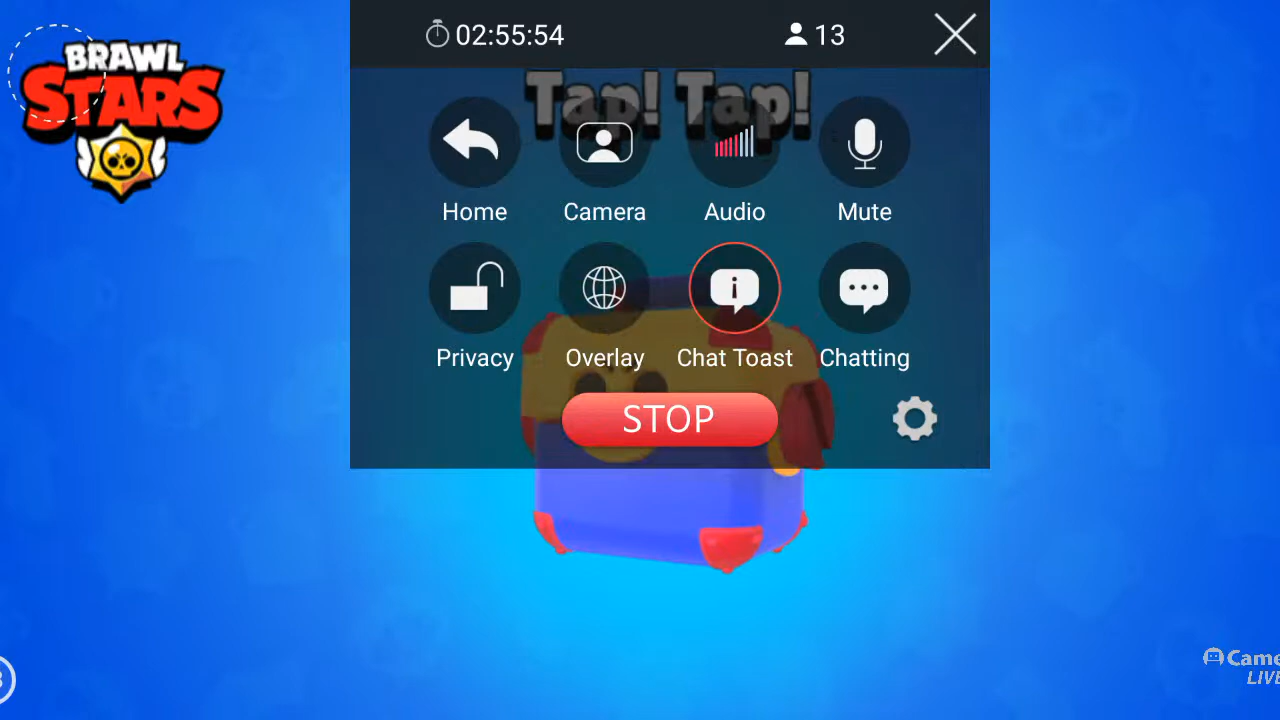 BRAWL
STARS
02:55:54
13
Tap! Tap!
Home
Camera
Audio
Mute
Privacy
Overlay
Chat Toast
Chatting
STOP
Came
LIVE